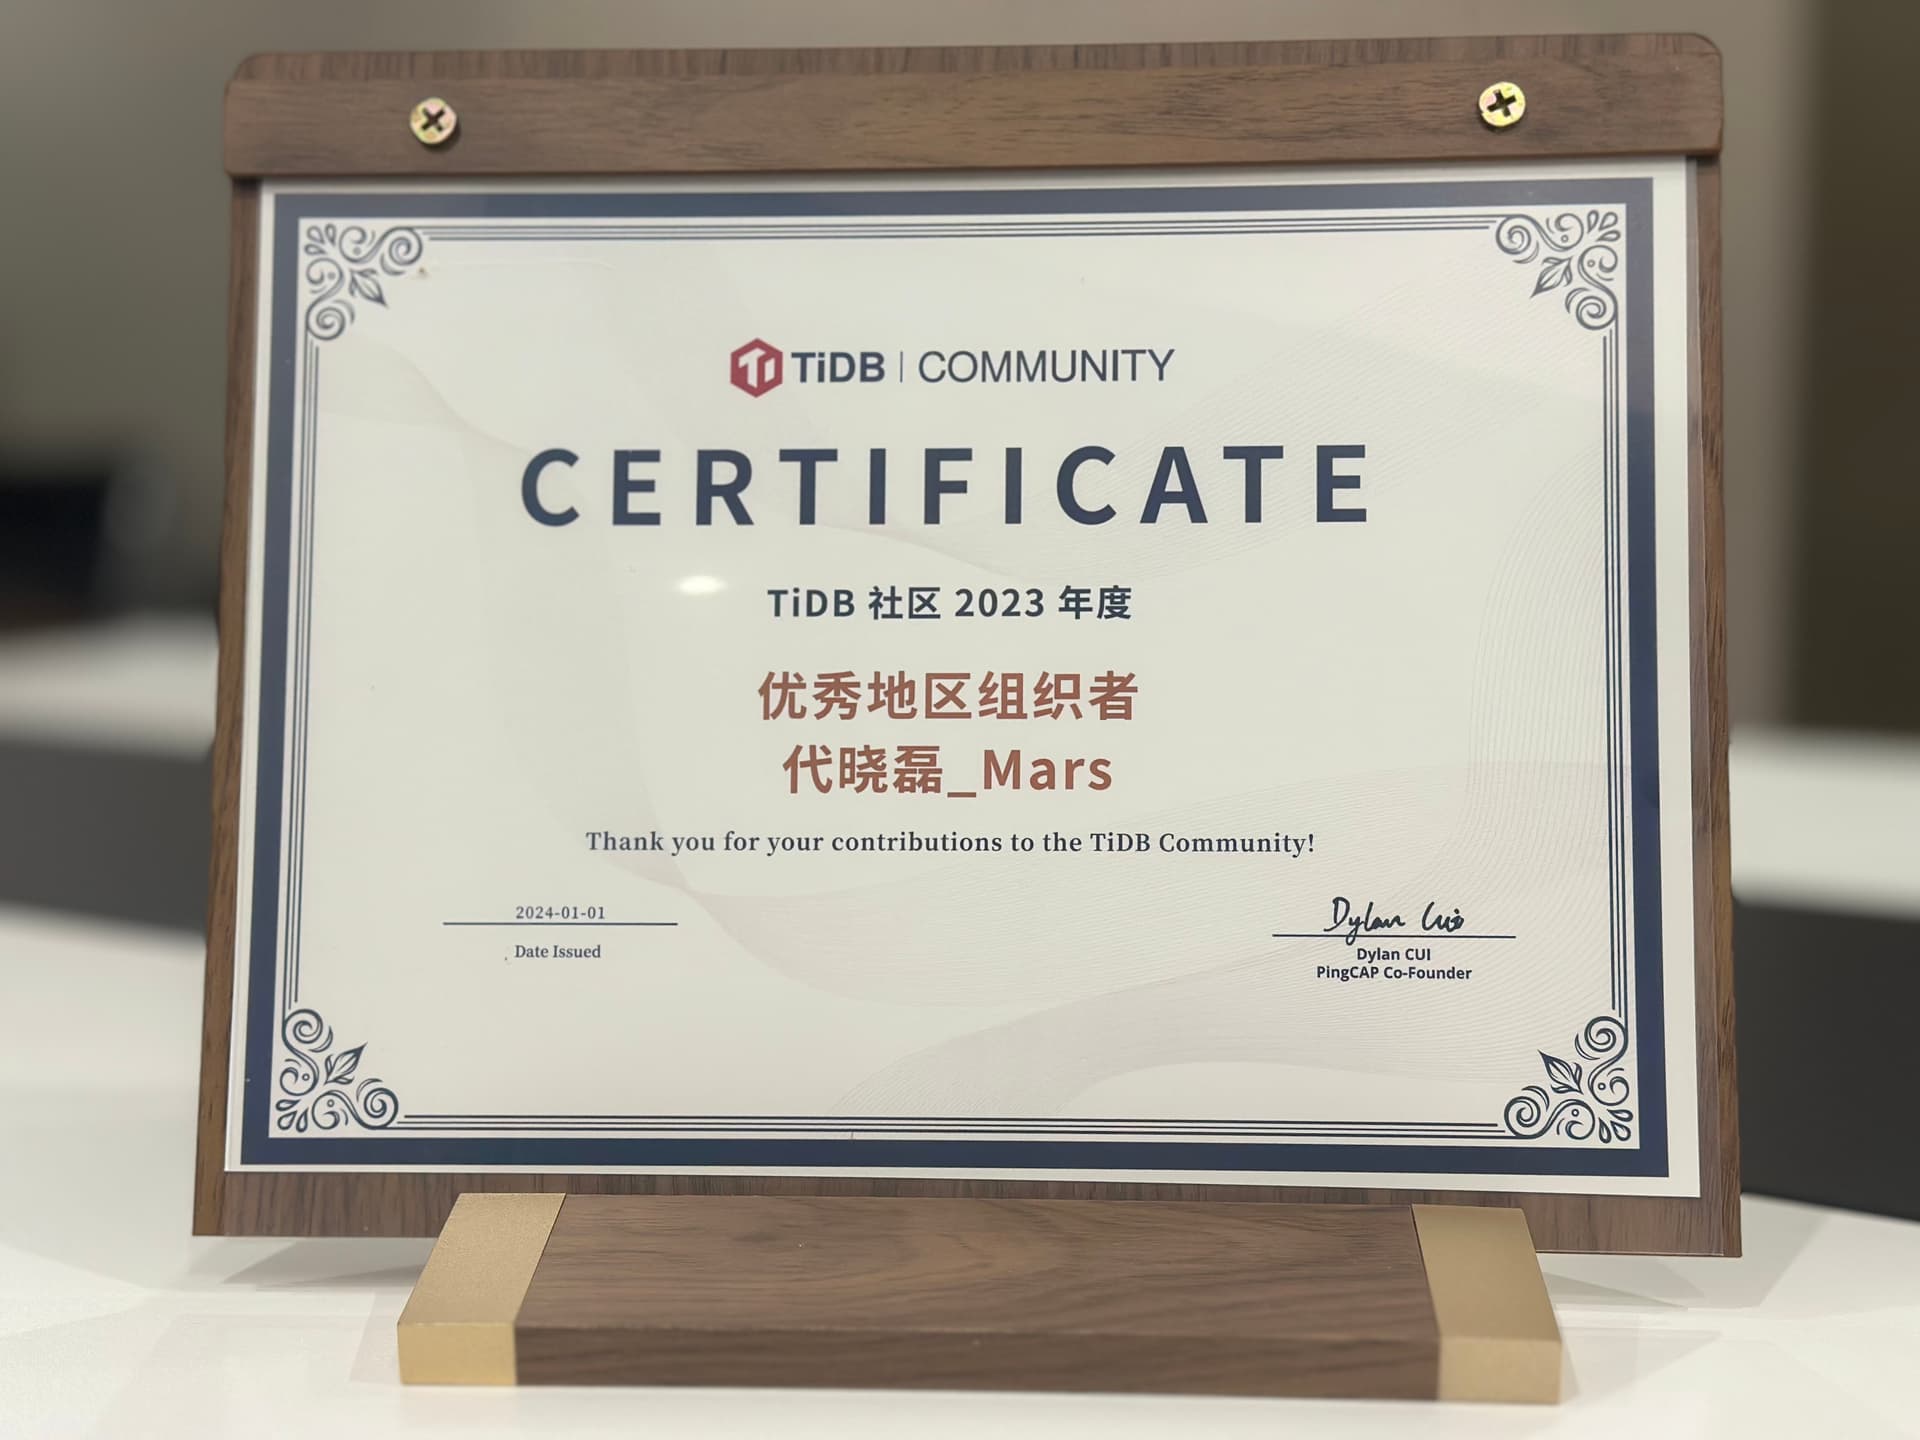 TiDB | COMMUNITY
CERTIFICATE
TiDB 社区 2023 年度
优秀地区组织者
代晓磊_Mars
Thank you for your contributions to the TiDB Community!
2024-01-01
Date Issued
Dylan Cui
Dylan CUI
PingCAP Co-Founder